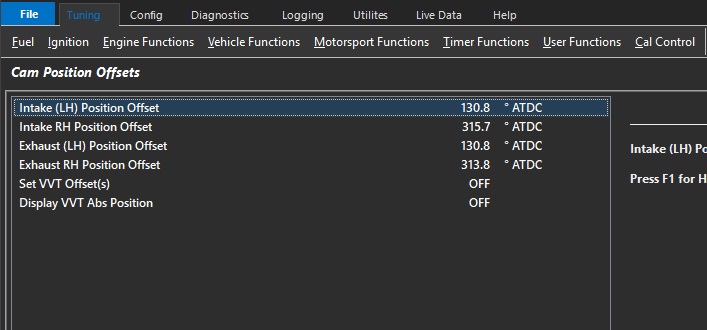 File Tuning Config Diagnostics Logging Utilites Live Data Help
Fuel Ignition Engine Functions Vehicle Functions Motorsport Functions Timer Functions User Functions Cal Control
Cam Position Offsets
Intake (LH) Position Offset 130.8 ° ATDC
Intake RH Position Offset 315.7 ° ATDC
Exhaust (LH) Position Offset 130.8 ° ATDC
Exhaust RH Position Offset 313.8 ° ATDC
Set VVT Offset(s) OFF
Display VVT Abs Position OFF
Intake (LH) Po
Press F1 for H